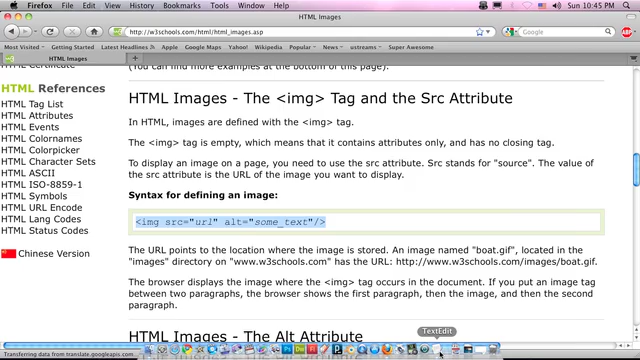 Firefox File Edit View History Bookmarks Tools Window Help Sun 10:45 PM
HTML Images
http://w3schools.com/html/html_images.asp
Google
Most Visited Getting Started Latest Headlines Apple Google Maps Yahoo! Wikipedia Popular News ustreams Super Awesome
HTML Images
HTML Certificate
(You can find more examples at the bottom of this page).
HTML References
HTML Tag List
HTML Attributes
HTML Events
HTML Colornames
HTML Colorpicker
HTML Character Sets
HTML ASCII
HTML ISO-8859-1
HTML Symbols
HTML URL Encode
HTML Lang Codes
HTML Status Codes
Chinese Version
HTML Images - The <img> Tag and the Src Attribute
In HTML, images are defined with the <img> tag.
The <img> tag is empty, which means that it contains attributes only, and has no closing tag.
To display an image on a page, you need to use the src attribute. Src stands for "source". The value of
the src attribute is the URL of the image you want to display.
Syntax for defining an image:
<img src="url" alt="some_text"/>
The URL points to the location where the image is stored. An image named "boat.gif", located in the
"images" directory on "www.w3schools.com" has the URL: http://www.w3schools.com/images/boat.gif.
The browser displays the image where the <img> tag occurs in the document. If you put an image tag
between two paragraphs, the browser shows the first paragraph, then the image, and then the second
paragraph.
HTML Images - The Alt Attribute
TextEdit
Transferring data from translate.googleapis.com...